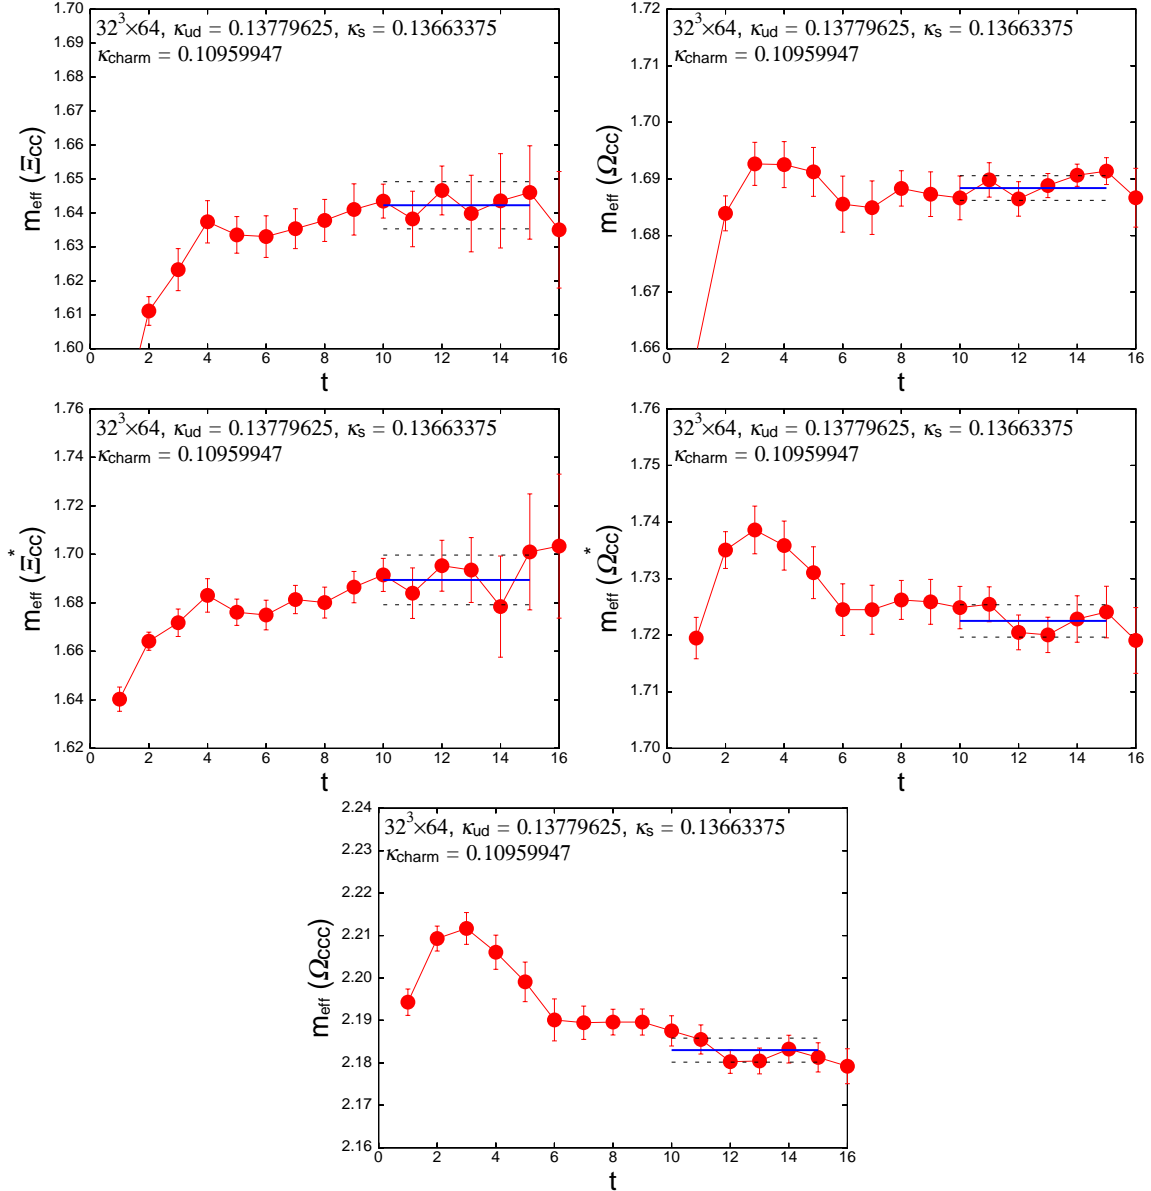 32³×64, κud = 0.13779625, κs = 0.13663375
κcharm = 0.10959947
meff (Ξcc)
1.70
1.69
1.68
1.67
1.66
1.65
1.64
1.63
1.62
1.61
1.60
0 2 4 6 8 10 12 14 16
t
32³×64, κud = 0.13779625, κs = 0.13663375
κcharm = 0.10959947
meff (Ωcc)
1.72
1.71
1.70
1.69
1.68
1.67
1.66
0 2 4 6 8 10 12 14 16
t
32³×64, κud = 0.13779625, κs = 0.13663375
κcharm = 0.10959947
meff (Ξcc*)
1.76
1.74
1.72
1.70
1.68
1.66
1.64
1.62
0 2 4 6 8 10 12 14 16
t
32³×64, κud = 0.13779625, κs = 0.13663375
κcharm = 0.10959947
meff (Ωcc*)
1.76
1.75
1.74
1.73
1.72
1.71
1.70
0 2 4 6 8 10 12 14 16
t
32³×64, κud = 0.13779625, κs = 0.13663375
κcharm = 0.10959947
meff (Ωccc)
2.24
2.23
2.22
2.21
2.20
2.19
2.18
2.17
2.16
0 2 4 6 8 10 12 14 16
t